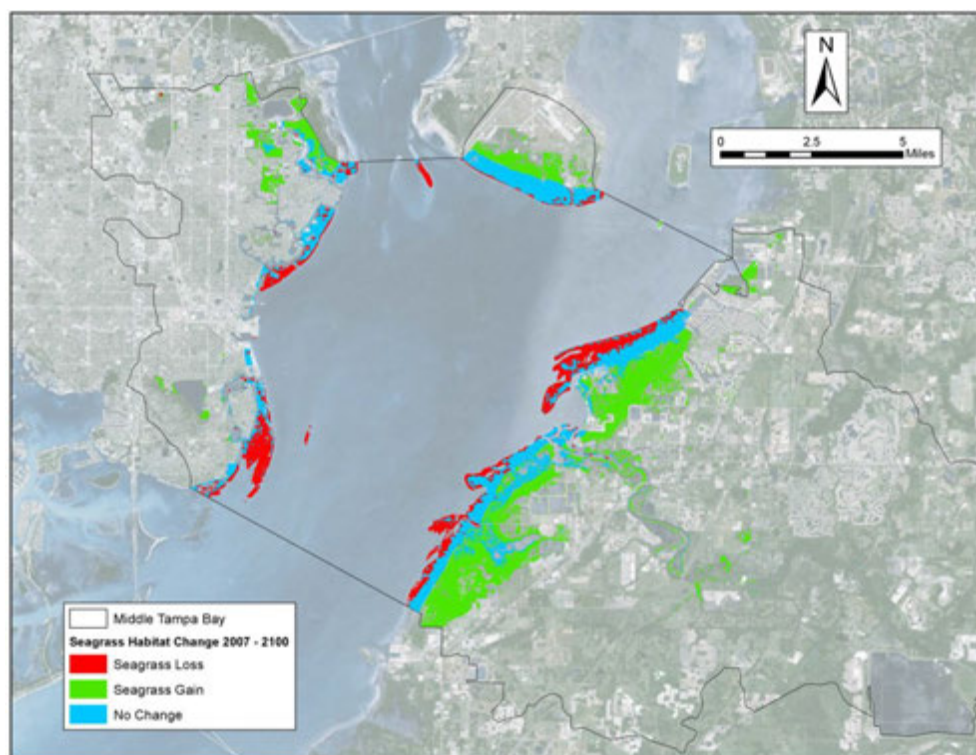 N
0 2.5 5
Miles
Middle Tampa Bay
Seagrass Habitat Change 2007 - 2100
Seagrass Loss
Seagrass Gain
No Change